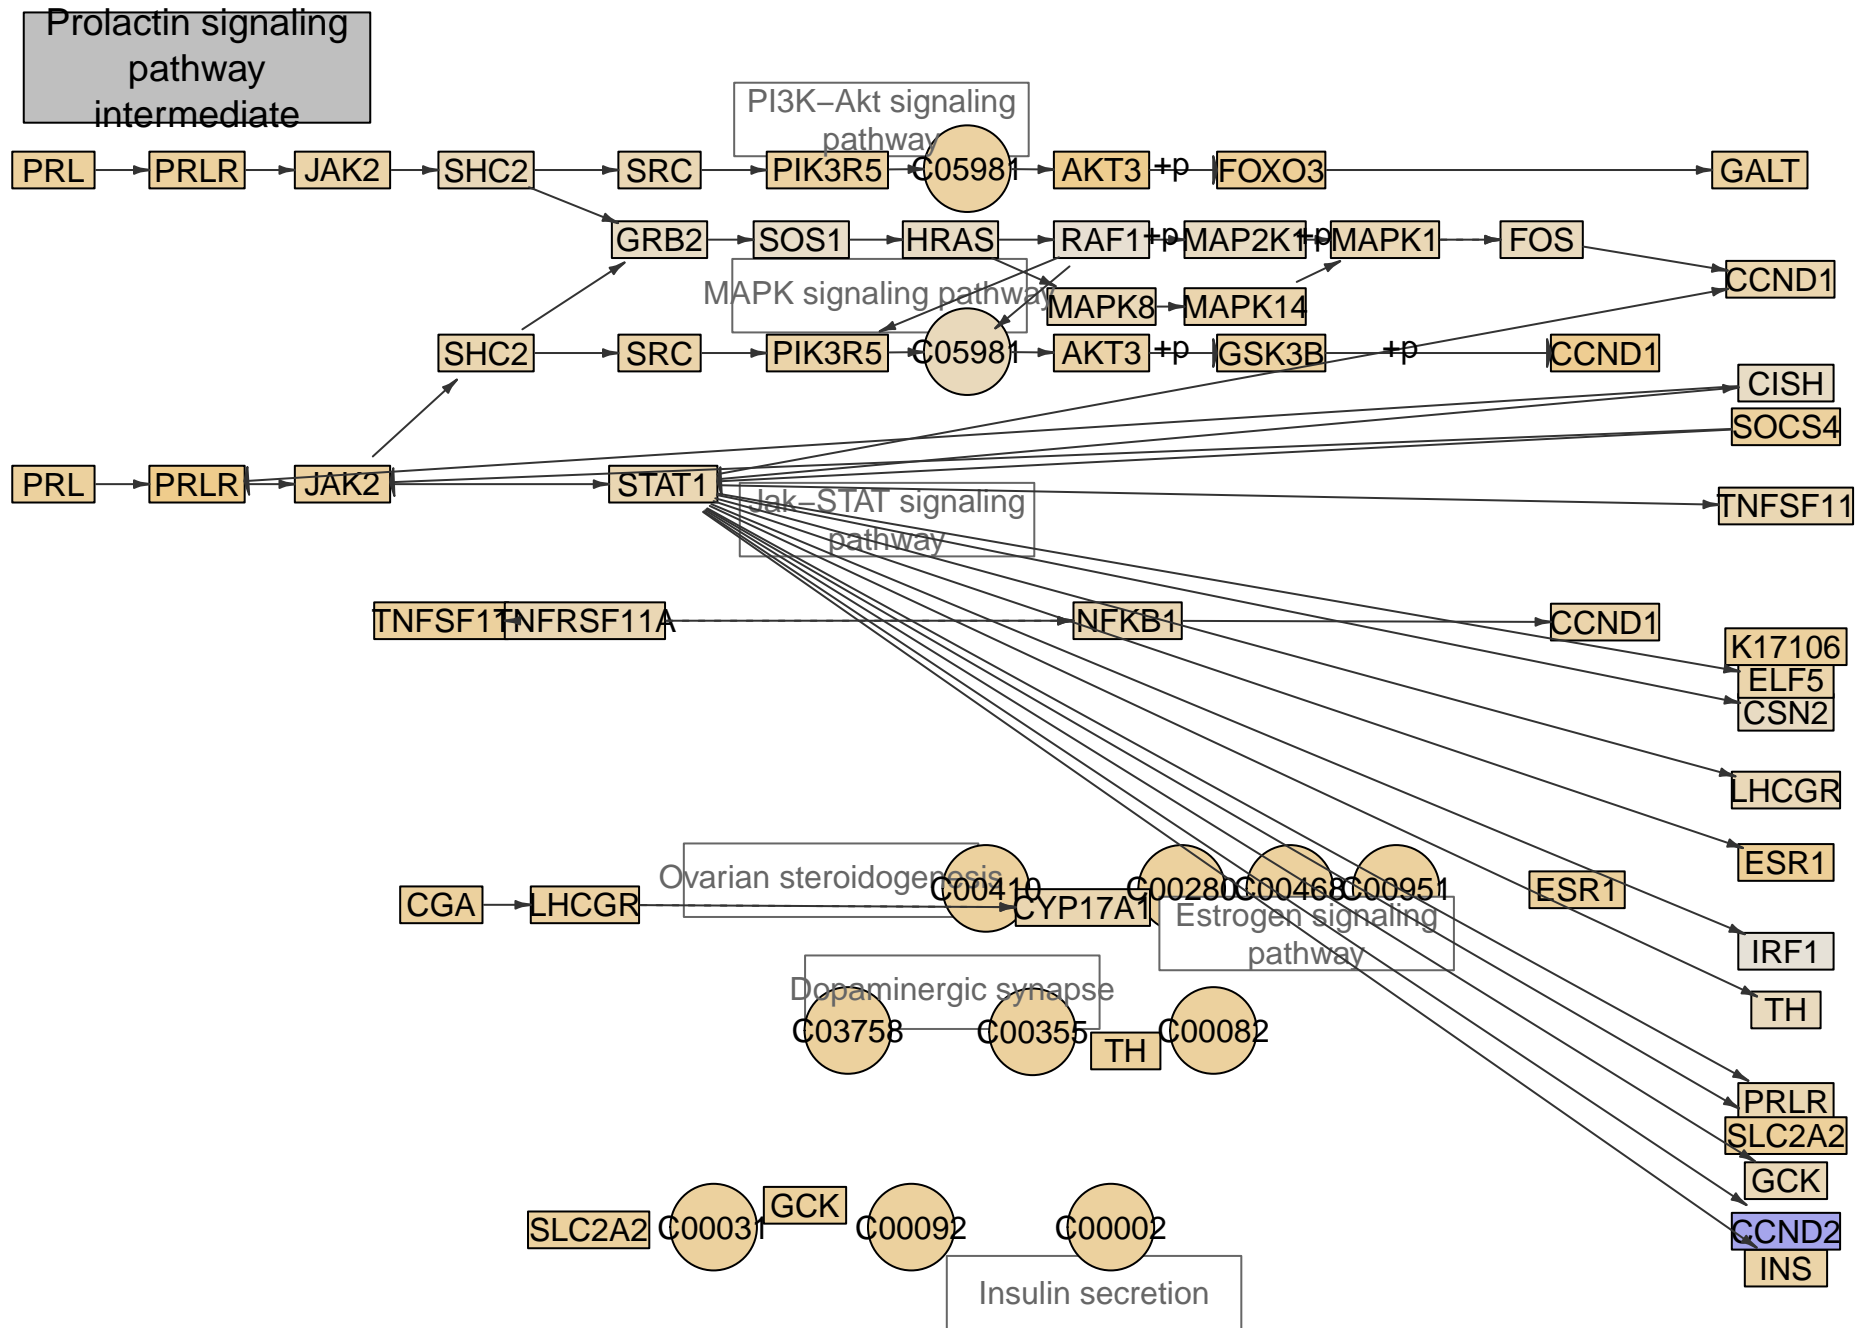 Prolactin signaling
pathway
intermediate
PI3K–Akt signaling
pathway
PRL
PRLR
JAK2
SHC2
SRC
PIK3R5
C05981
AKT3
+p
FOXO3
GALT
GRB2
SOS1
HRAS
RAF1
+p
MAP2K1
+p
MAPK1
FOS
CCND1
MAPK signaling pathway
MAPK8
MAPK14
SHC2
SRC
PIK3R5
C05981
AKT3
+p
GSK3B
+p
CCND1
CISH
SOCS4
PRL
PRLR
JAK2
STAT1
Jak–STAT signaling
pathway
TNFSF11
TNFSF11
TNFRSF11A
NFKB1
CCND1
K17106
ELF5
CSN2
LHCGR
ESR1
Ovarian steroidogenesis
C00410
C00280
C00468
C00951
ESR1
CGA
LHCGR
CYP17A1
Estrogen signaling
pathway
IRF1
Dopaminergic synapse
TH
C03758
C00355
TH
C00082
PRLR
SLC2A2
GCK
SLC2A2
C00031
GCK
C00092
C00002
CCND2
INS
Insulin secretion